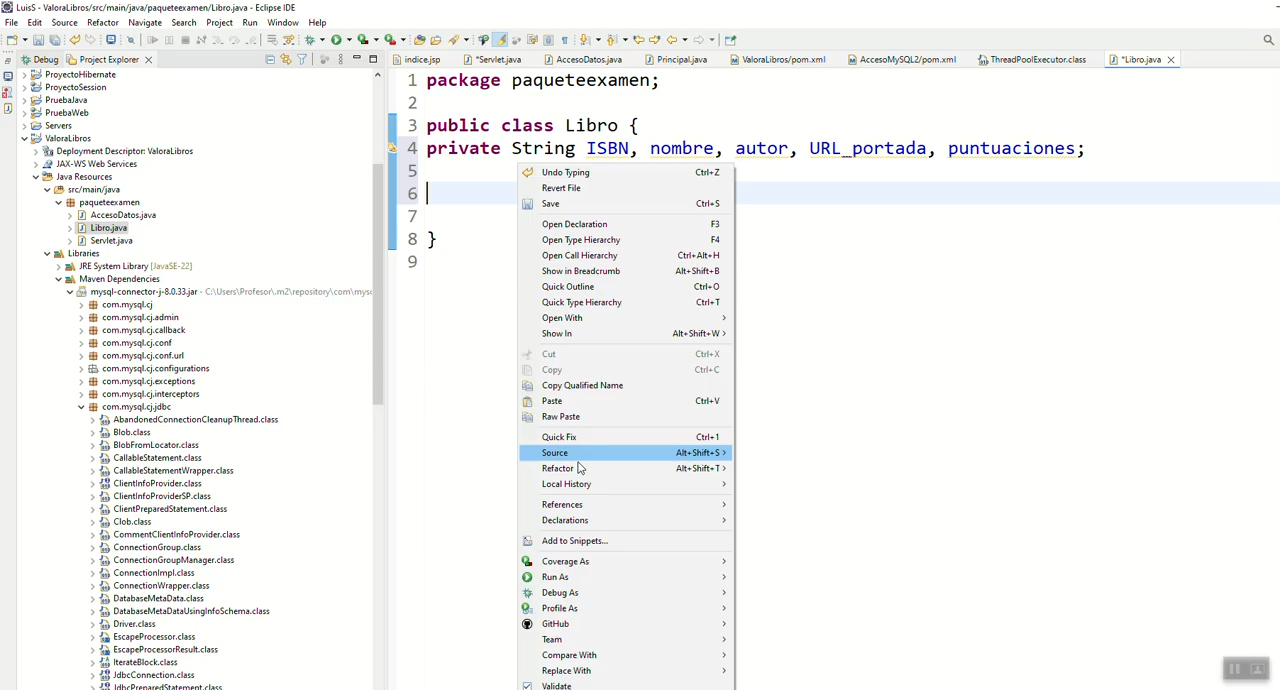 LuisS - ValoraLibros/src/main/java/paqueteexamen/Libro.java - Eclipse IDE
File Edit Source Refactor Navigate Search Project Run Window Help
Debug Project Explorer
indice.jsp *Servlet.java AccesoDatos.java Principal.java ValoraLibros/pom.xml AccesoMySQL2/pom.xml ThreadPoolExecutor.class *Libro.java
ProyectoHibernate
ProyectoSession
PruebaJava
PruebaWeb
Servers
ValoraLibros
Deployment Descriptor: ValoraLibros
JAX-WS Web Services
Java Resources
src/main/java
paqueteexamen
AccesoDatos.java
Libro.java
Servlet.java
Libraries
JRE System Library [JavaSE-22]
Maven Dependencies
mysql-connector-j-8.0.33.jar - C:\Users\Profesor\.m2\repository\com\mysc
com.mysql.cj
com.mysql.cj.admin
com.mysql.cj.callback
com.mysql.cj.conf
com.mysql.cj.conf.url
com.mysql.cj.configurations
com.mysql.cj.exceptions
com.mysql.cj.interceptors
com.mysql.cj.jdbc
AbandonedConnectionCleanupThread.class
Blob.class
BlobFromLocator.class
CallableStatement.class
CallableStatementWrapper.class
ClientInfoProvider.class
ClientInfoProviderSP.class
ClientPreparedStatement.class
Clob.class
CommentClientInfoProvider.class
ConnectionGroup.class
ConnectionGroupManager.class
ConnectionImpl.class
ConnectionWrapper.class
DatabaseMetaData.class
DatabaseMetaDataUsingInfoSchema.class
Driver.class
EscapeProcessor.class
EscapeProcessorResult.class
IterateBlock.class
JdbcConnection.class
JdbcPreparedStatement.class
1 package paqueteexamen;
2
3 public class Libro {
4 private String ISBN, nombre, autor, URL_portada, puntuaciones;
5
6
7
8 }
9
Undo Typing Ctrl+Z
Revert File
Save Ctrl+S
Open Declaration F3
Open Type Hierarchy F4
Open Call Hierarchy Ctrl+Alt+H
Show in Breadcrumb Alt+Shift+B
Quick Outline Ctrl+O
Quick Type Hierarchy Ctrl+T
Open With
Show In Alt+Shift+W
Cut Ctrl+X
Copy Ctrl+C
Copy Qualified Name
Paste Ctrl+V
Raw Paste
Quick Fix Ctrl+1
Source Alt+Shift+S
Refactor Alt+Shift+T
Local History
References
Declarations
Add to Snippets...
Coverage As
Run As
Debug As
Profile As
GitHub
Team
Compare With
Replace With
Validate